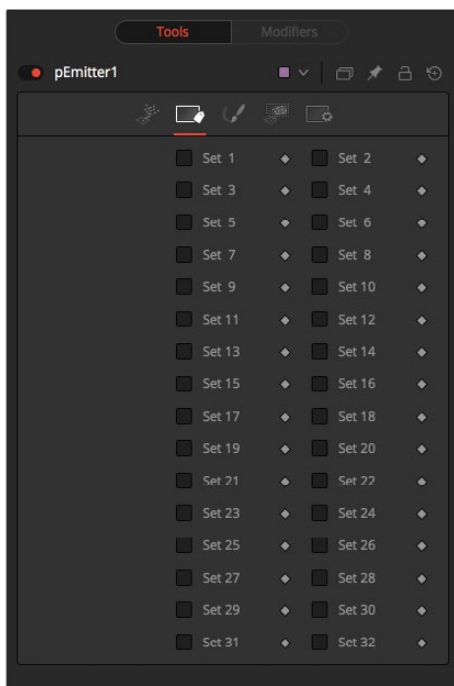 Tools Modifiers
pEmitter1
Set 1 Set 2
Set 3 Set 4
Set 5 Set 6
Set 7 Set 8
Set 9 Set 10
Set 11 Set 12
Set 13 Set 14
Set 15 Set 16
Set 17 Set 18
Set 19 Set 20
Set 21 Set 22
Set 23 Set 24
Set 25 Set 26
Set 27 Set 28
Set 29 Set 30
Set 31 Set 32